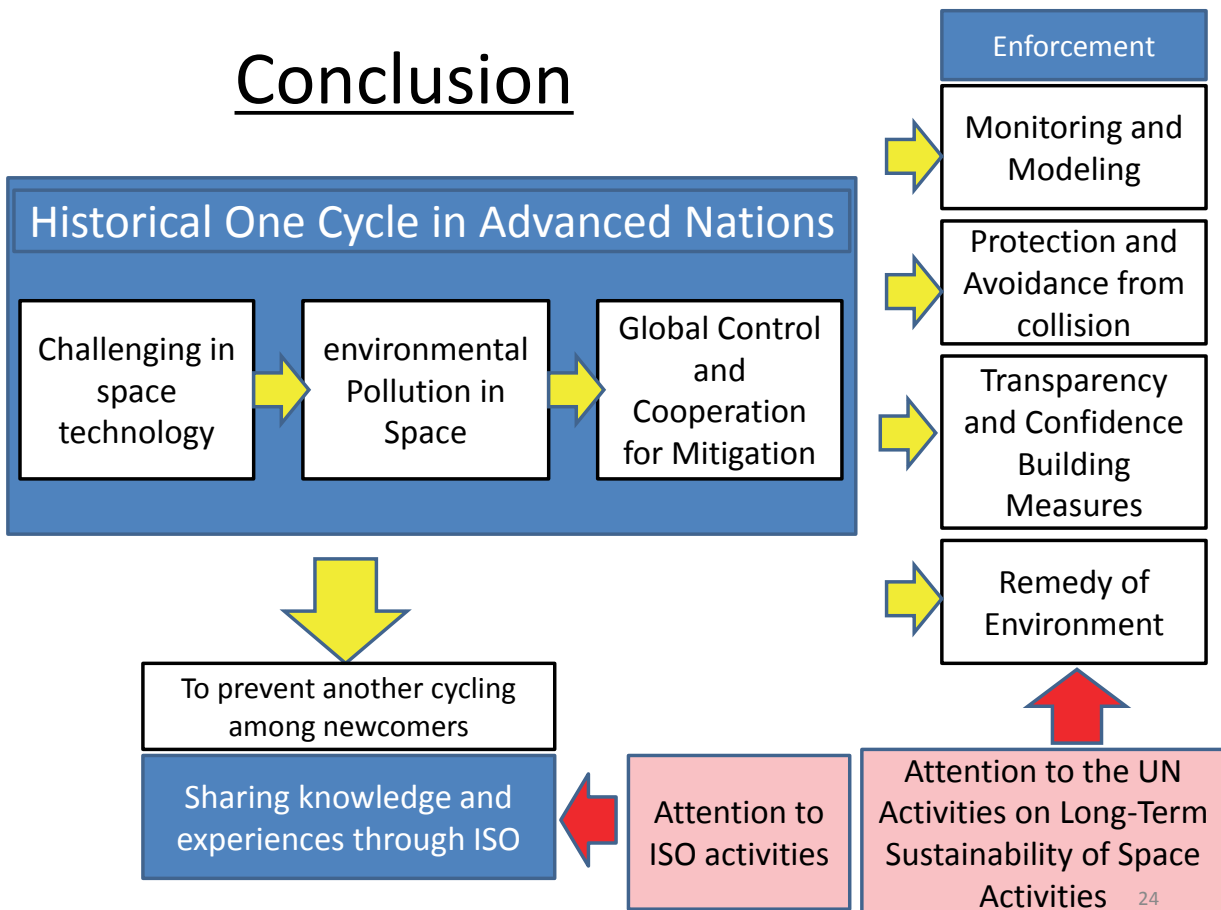 Conclusion
Historical One Cycle in Advanced Nations
Challenging in
space
technology
environmental
Pollution in
Space
Global Control
and
Cooperation
for Mitigation
To prevent another cycling
among newcomers
Sharing knowledge and
experiences through ISO
Attention to
ISO activities
Enforcement
Monitoring and
Modeling
Protection and
Avoidance from
collision
Transparency
and Confidence
Building
Measures
Remedy of
Environment
Attention to the UN
Activities on Long-Term
Sustainability of Space
Activities
24